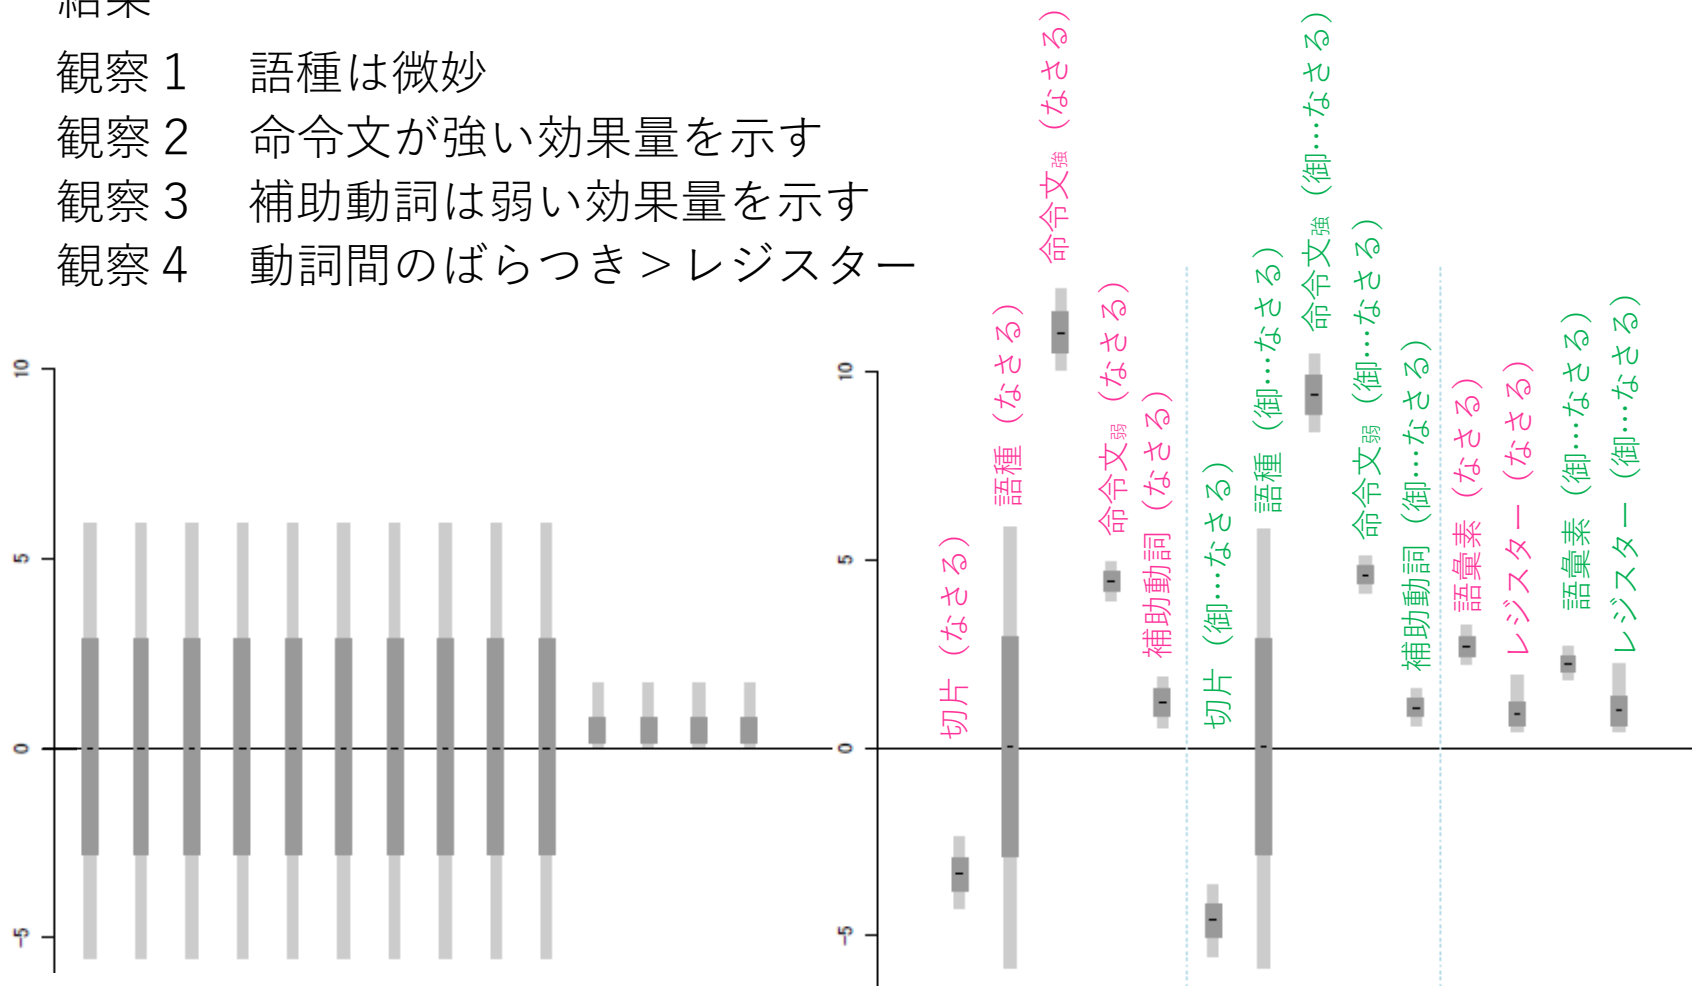 結果
観察1 語種は微妙
観察2 命令文が強い効果量を示す
観察3 補助動詞は弱い効果量を示す
観察4 動詞間のばらつき＞レジスター
10
5
0
-5
10
5
0
-5
切片（なさる）
語種（なさる）
命令文強（なさる）
命令文弱（なさる）
補助動詞（なさる）
切片（御…なさる）
語種（御…なさる）
命令文強（御…なさる）
命令文弱（御…なさる）
補助動詞（御…なさる）
語彙素（なさる）
レジスター（なさる）
語彙素（御…なさる）
レジスター（御…なさる）